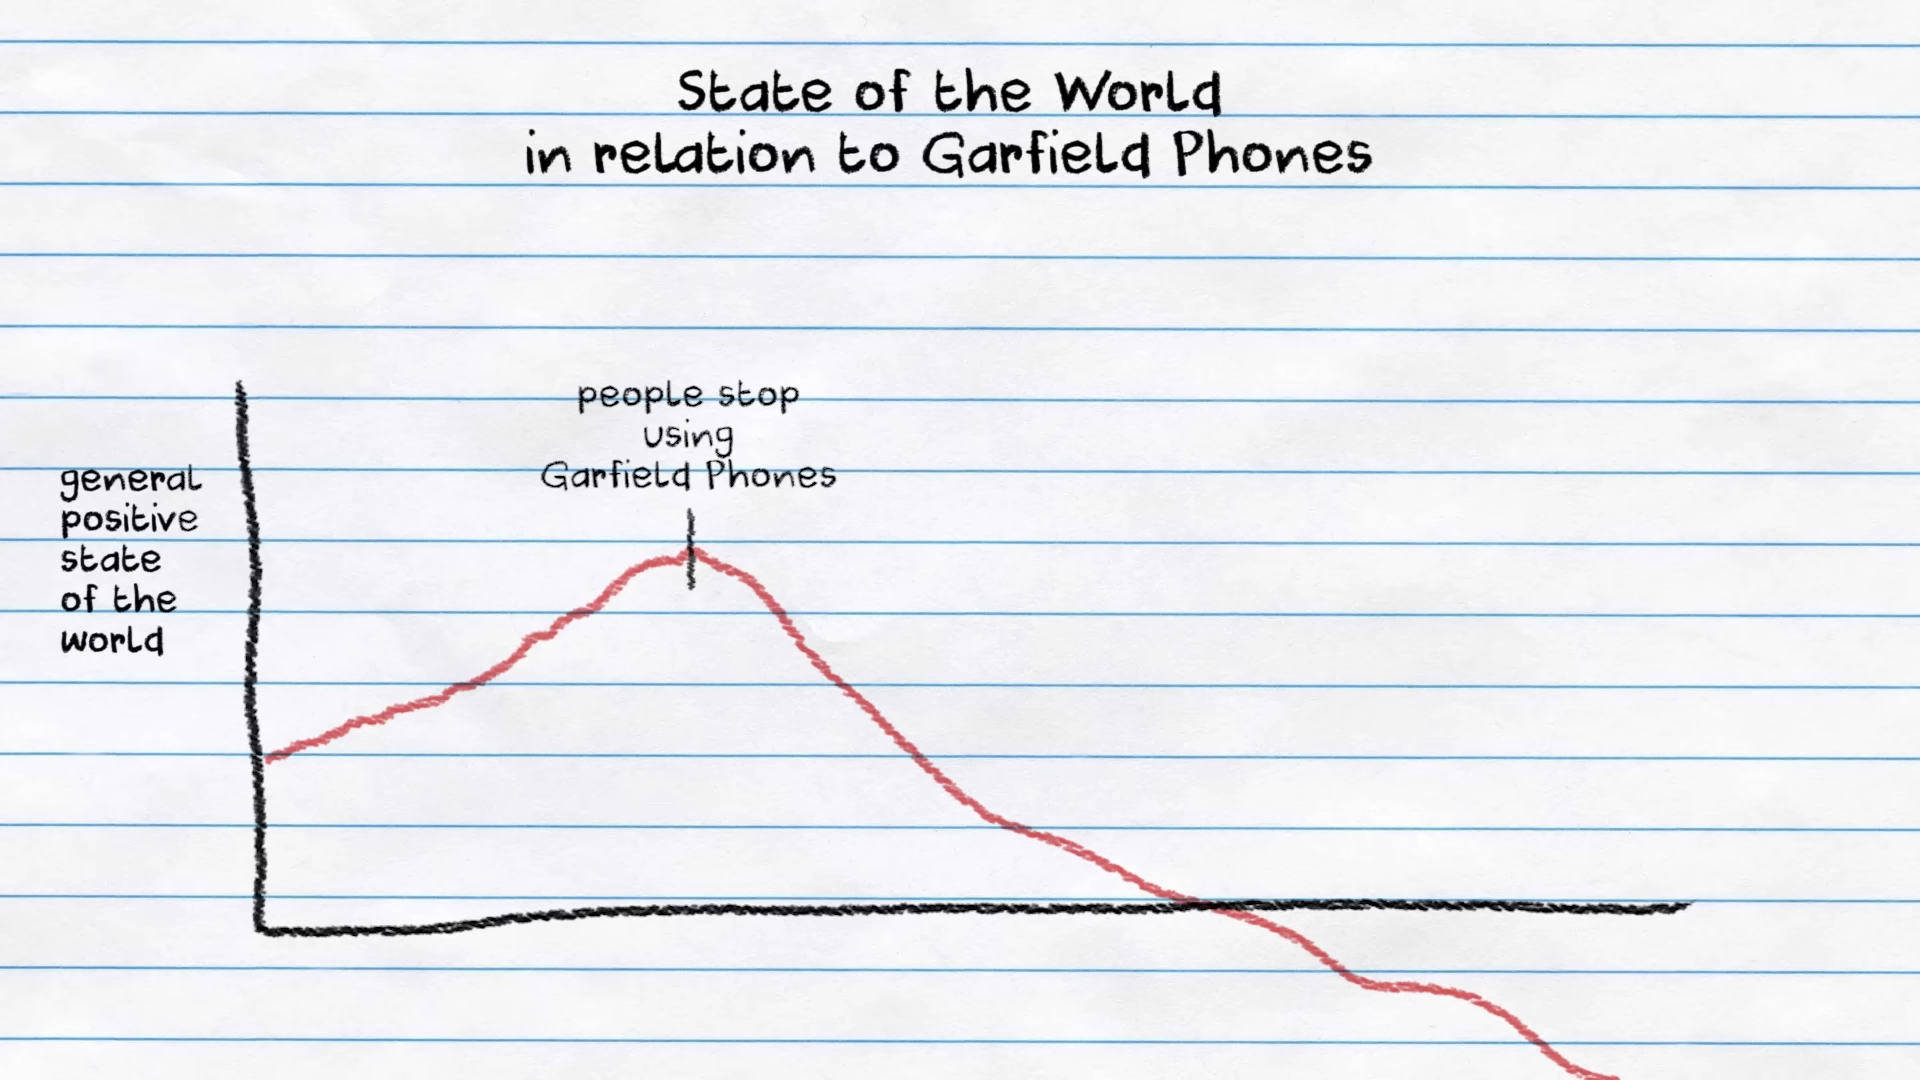 State of the World
in relation to Garfield Phones
people stop
using
Garfield Phones
general
positive
state
of the
world